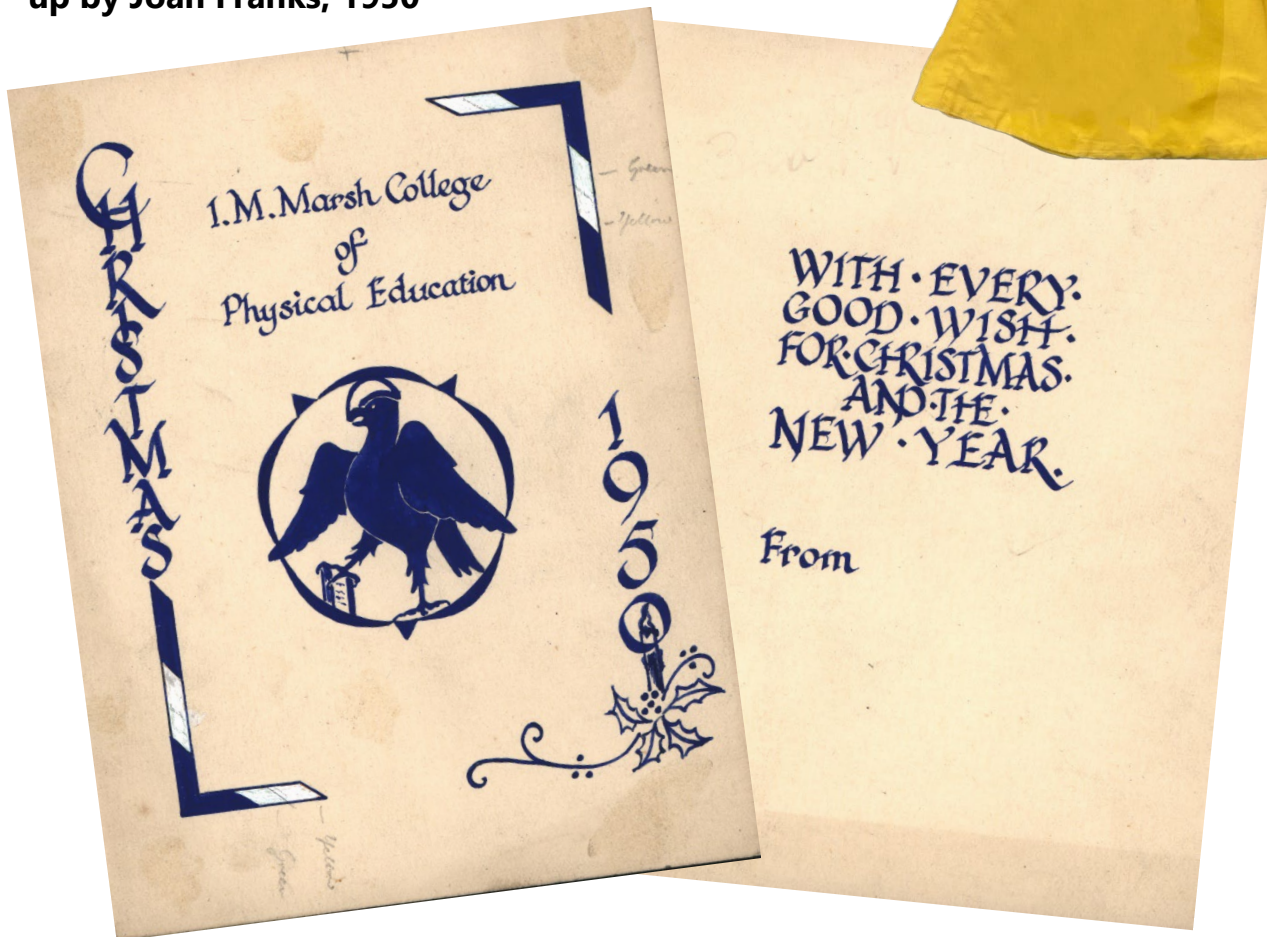 up by Joan Franks, 1950
CHRISTMAS
I.M.Marsh College
of
Physical Education
Green
Yellow
1950
Yellow
Green
WITH · EVERY·
GOOD · WISH·
FOR·CHRISTMAS·
AND·THE·
NEW · YEAR·
From